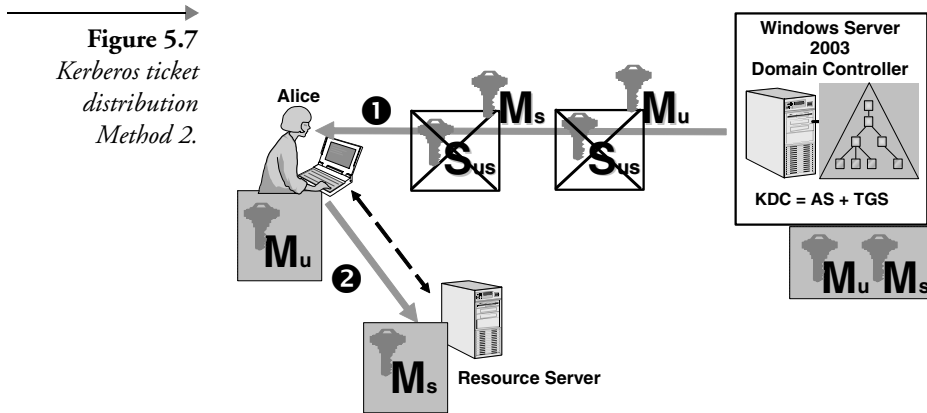 Figure 5.7
Kerberos ticket
distribution
Method 2.
Alice
❶
Ms
Sus
Mu
Sus
Windows Server
2003
Domain Controller
KDC = AS + TGS
Mu Ms
Mu
❷
Ms
Resource Server